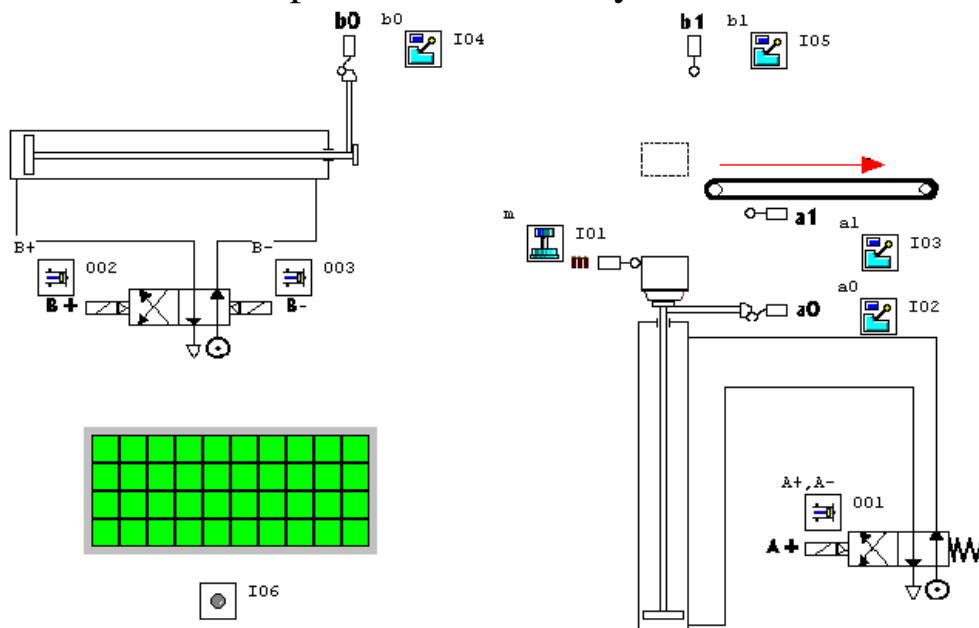 b0 b0 I04
b1 b1 I05
m I01
m
a1 a1 I03
a0 a0 I02
B+ B-
002 003
B+ B-
A+,A-
001
A+
I06